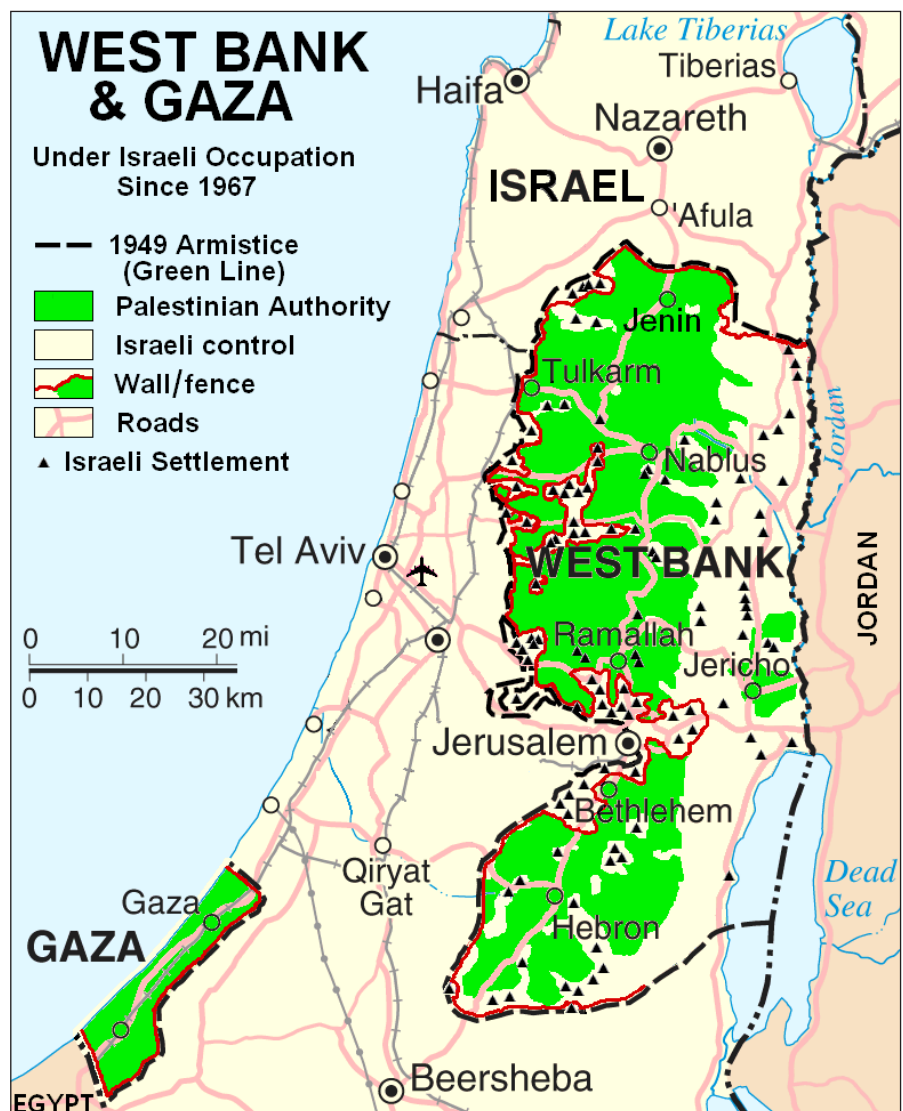 WEST BANK
& GAZA
Under Israeli Occupation
Since 1967
1949 Armistice
(Green Line)
Palestinian Authority
Israeli control
Wall/fence
Roads
Israeli Settlement
Lake Tiberias
Tiberias
Haifa
Nazareth
ISRAEL
'Afula
Jenin
Tulkarm
Jordan
Nablus
Tel Aviv
WEST BANK
JORDAN
0 10 20 mi
0 10 20 30 km
Ramallah
Jericho
Jerusalem
Bethlehem
Qiryat
Gat
Dead
Sea
Gaza
GAZA
Hebron
Beersheba
EGYPT